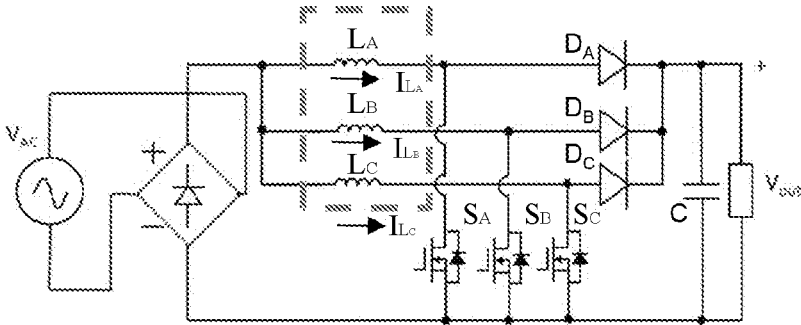 LA
DA
ILA
LB
DB
ILB
LC
DC
Vac
+
−
ILC
SA
SB
SC
C
Vout
+